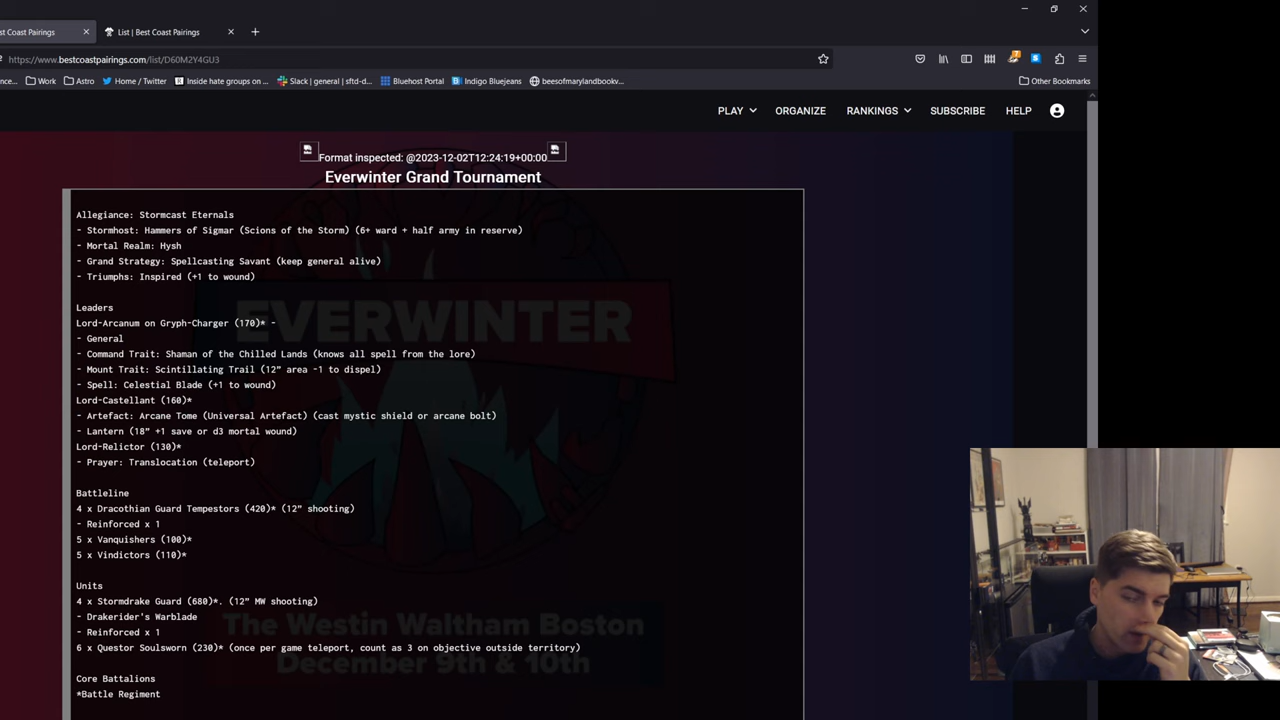 st Coast Pairings
List | Best Coast Pairings
https://www.bestcoastpairings.com/list/D60M2Y4GU3
nce... Work Astro Home / Twitter Inside hate groups on ... Slack | general | sftd-d... Bluehost Portal Indigo Bluejeans beesofmarylandbookv... Other Bookmarks
PLAY ORGANIZE RANKINGS SUBSCRIBE HELP
Format inspected: @2023-12-02T12:24:19+00:00
Everwinter Grand Tournament
Allegiance: Stormcast Eternals
- Stormhost: Hammers of Sigmar (Scions of the Storm) (6+ ward + half army in reserve)
- Mortal Realm: Hysh
- Grand Strategy: Spellcasting Savant (keep general alive)
- Triumphs: Inspired (+1 to wound)
Leaders
Lord-Arcanum on Gryph-Charger (170)* -
- General
- Command Trait: Shaman of the Chilled Lands (knows all spell from the lore)
- Mount Trait: Scintillating Trail (12” area -1 to dispel)
- Spell: Celestial Blade (+1 to wound)
Lord-Castellant (160)*
- Artefact: Arcane Tome (Universal Artefact) (cast mystic shield or arcane bolt)
- Lantern (18” +1 save or d3 mortal wound)
Lord-Relictor (130)*
- Prayer: Translocation (teleport)
Battleline
4 x Dracothian Guard Tempestors (420)* (12” shooting)
- Reinforced x 1
5 x Vanquishers (100)*
5 x Vindictors (110)*
Units
4 x Stormdrake Guard (680)*. (12” MW shooting)
- Drakerider's Warblade
- Reinforced x 1
6 x Questor Soulsworn (230)* (once per game teleport, count as 3 on objective outside territory)
Core Battalions
*Battle Regiment
EVERWINTER
The Westin Waltham Boston
December 9th & 10th